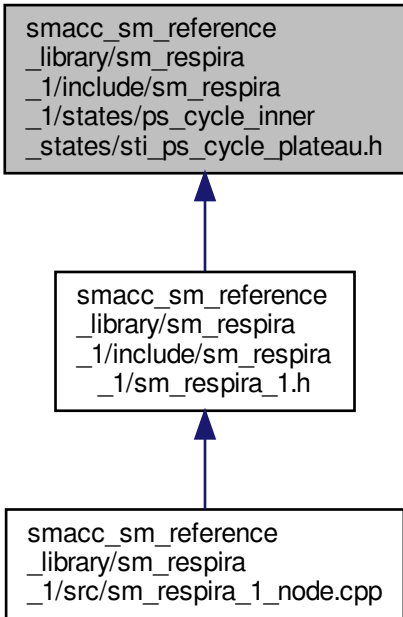 smacc_sm_reference
_library/sm_respira
_1/include/sm_respira
_1/states/ps_cycle_inner
_states/sti_ps_cycle_plateau.h
smacc_sm_reference
_library/sm_respira
_1/include/sm_respira
_1/sm_respira_1.h
smacc_sm_reference
_library/sm_respira
_1/src/sm_respira_1_node.cpp